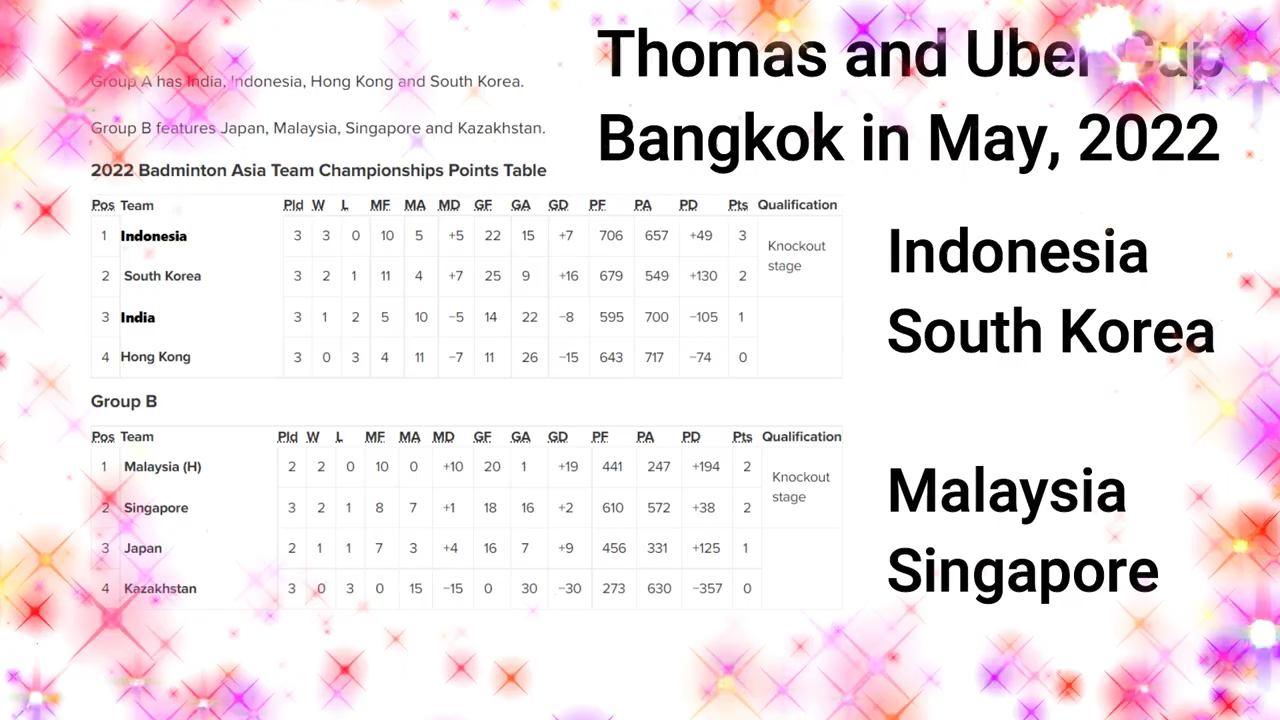 Thomas and Uber Cup
Bangkok in May, 2022
Group A has India, Indonesia, Hong Kong and South Korea.
Group B features Japan, Malaysia, Singapore and Kazakhstan.
2022 Badminton Asia Team Championships Points Table
Pos Team Pld W L MF MA MD GF GA GD PF PA PD Pts Qualification
1 Indonesia 3 3 0 10 5 +5 22 15 +7 706 657 +49 3 Knockout stage
2 South Korea 3 2 1 11 4 +7 25 9 +16 679 549 +130 2
3 India 3 1 2 5 10 −5 14 22 −8 595 700 −105 1
4 Hong Kong 3 0 3 4 11 −7 11 26 −15 643 717 −74 0
Group B
Pos Team Pld W L MF MA MD GF GA GD PF PA PD Pts Qualification
1 Malaysia (H) 2 2 0 10 0 +10 20 1 +19 441 247 +194 2 Knockout stage
2 Singapore 3 2 1 8 7 +1 18 16 +2 610 572 +38 2
3 Japan 2 1 1 7 3 +4 16 7 +9 456 331 +125 1
4 Kazakhstan 3 0 3 0 15 −15 0 30 −30 273 630 −357 0
Indonesia
South Korea
Malaysia
Singapore